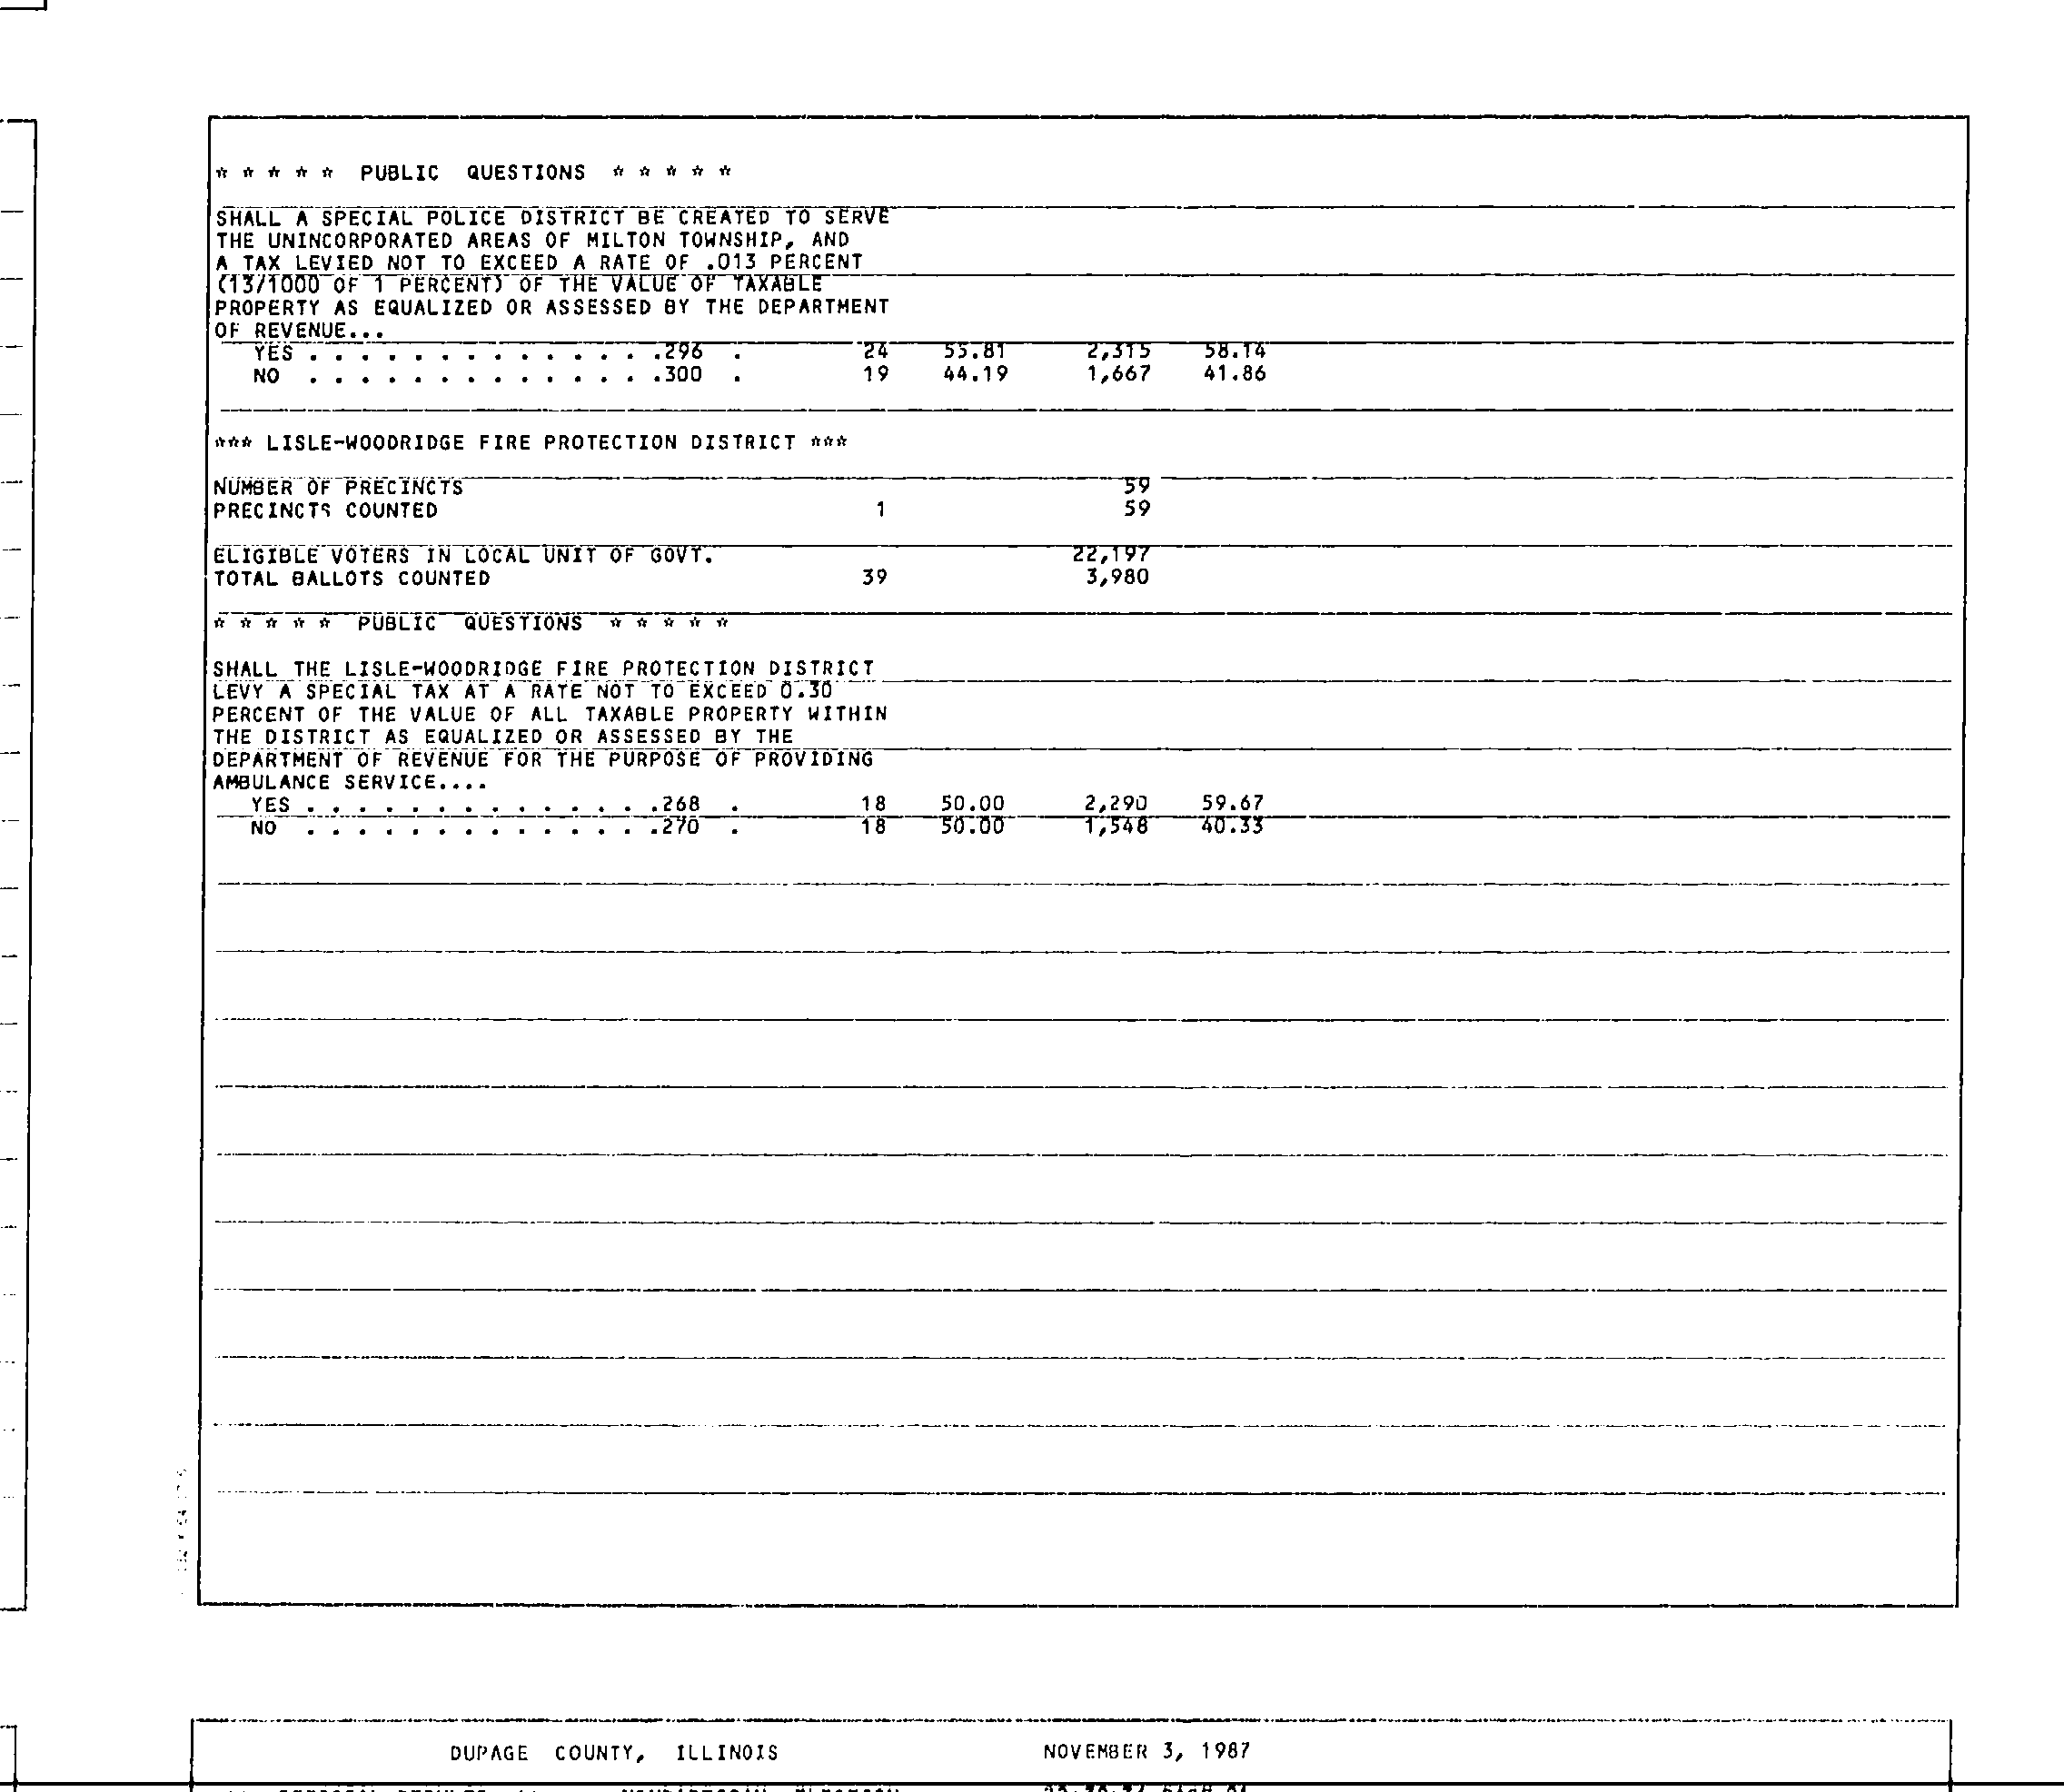 * * * * * PUBLIC QUESTIONS * * * * *
SHALL A SPECIAL POLICE DISTRICT BE CREATED TO SERVE
THE UNINCORPORATED AREAS OF MILTON TOWNSHIP, AND
A TAX LEVIED NOT TO EXCEED A RATE OF .013 PERCENT
(13/1000 OF 1 PERCENT) OF THE VALUE OF TAXABLE
PROPERTY AS EQUALIZED OR ASSESSED BY THE DEPARTMENT
OF REVENUE...
YES . . . . . . . . . . . . . .296 . 24 55.81 2,315 58.14
NO . . . . . . . . . . . . . .300 . 19 44.19 1,667 41.86
*** LISLE-WOODRIDGE FIRE PROTECTION DISTRICT ***
NUMBER OF PRECINCTS 59
PRECINCTS COUNTED 1 59
ELIGIBLE VOTERS IN LOCAL UNIT OF GOVT. 22,197
TOTAL BALLOTS COUNTED 39 3,980
* * * * * PUBLIC QUESTIONS * * * * *
SHALL THE LISLE-WOODRIDGE FIRE PROTECTION DISTRICT
LEVY A SPECIAL TAX AT A RATE NOT TO EXCEED 0.30
PERCENT OF THE VALUE OF ALL TAXABLE PROPERTY WITHIN
THE DISTRICT AS EQUALIZED OR ASSESSED BY THE
DEPARTMENT OF REVENUE FOR THE PURPOSE OF PROVIDING
AMBULANCE SERVICE....
YES . . . . . . . . . . . . . .268 . 18 50.00 2,290 59.67
NO . . . . . . . . . . . . . .270 . 18 50.00 1,548 40.33
DUPAGE COUNTY, ILLINOIS NOVEMBER 3, 1987